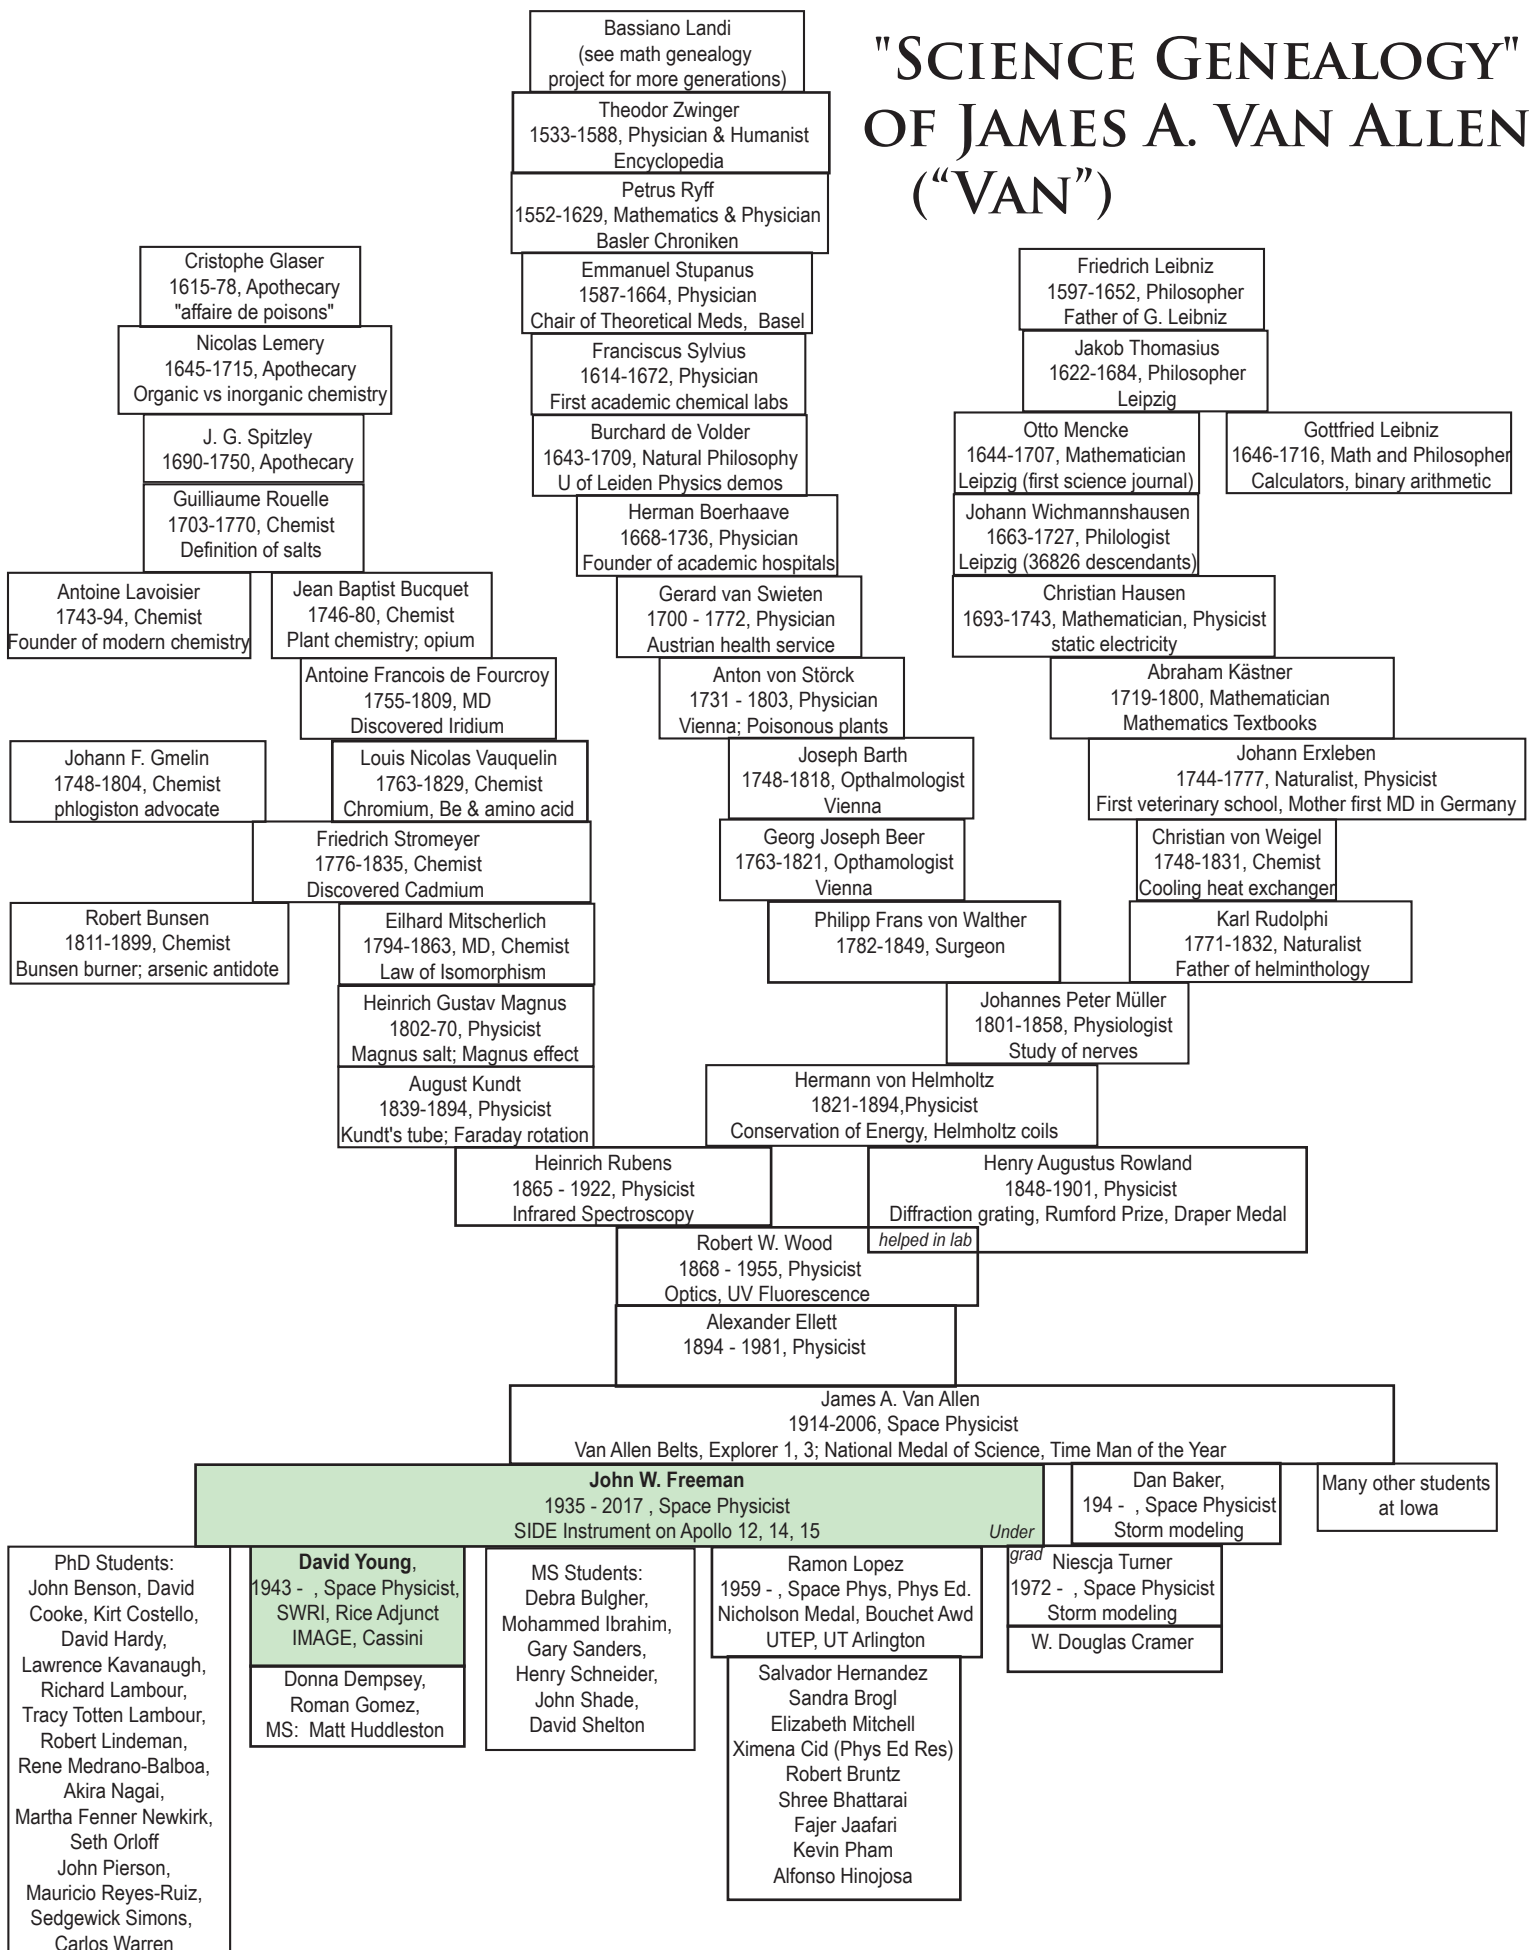 "Science Genealogy"
of James A. Van Allen
(“Van”)
Bassiano Landi
(see math genealogy
project for more generations)
Theodor Zwinger
1533-1588, Physician & Humanist
Encyclopedia
Petrus Ryff
1552-1629, Mathematics & Physician
Basler Chroniken
Emmanuel Stupanus
1587-1664, Physician
Chair of Theoretical Meds,  Basel
Franciscus Sylvius
1614-1672, Physician
First academic chemical labs
Burchard de Volder
1643-1709, Natural Philosophy
U of Leiden Physics demos
Herman Boerhaave
1668-1736, Physician
Founder of academic hospitals
Gerard van Swieten
1700 - 1772, Physician
Austrian health service
Anton von Störck
1731 - 1803, Physician
Vienna; Poisonous plants
Joseph Barth
1748-1818, Opthalmologist
Vienna
Georg Joseph Beer
1763-1821, Opthamologist
Vienna
Philipp Frans von Walther
1782-1849, Surgeon
Cristophe Glaser
1615-78, Apothecary
"affaire de poisons"
Nicolas Lemery
1645-1715, Apothecary
Organic vs inorganic chemistry
J. G. Spitzley
1690-1750, Apothecary
Guilliaume Rouelle
1703-1770, Chemist
Definition of salts
Antoine Lavoisier
1743-94, Chemist
Founder of modern chemistry
Jean Baptist Bucquet
1746-80, Chemist
Plant chemistry; opium
Antoine Francois de Fourcroy
1755-1809, MD
Discovered Iridium
Johann F. Gmelin
1748-1804, Chemist
phlogiston advocate
Louis Nicolas Vauquelin
1763-1829, Chemist
Chromium, Be & amino acid
Friedrich Stromeyer
1776-1835, Chemist
Discovered Cadmium
Robert Bunsen
1811-1899, Chemist
Bunsen burner; arsenic antidote
Eilhard Mitscherlich
1794-1863, MD, Chemist
Law of Isomorphism
Heinrich Gustav Magnus
1802-70, Physicist
Magnus salt; Magnus effect
August Kundt
1839-1894, Physicist
Kundt's tube; Faraday rotation
Friedrich Leibniz
1597-1652, Philosopher
Father of G. Leibniz
Jakob Thomasius
1622-1684, Philosopher
Leipzig
Otto Mencke
1644-1707, Mathematician
Leipzig (first science journal)
Gottfried Leibniz
1646-1716, Math and Philosopher
Calculators, binary arithmetic
Johann Wichmannshausen
1663-1727, Philologist
Leipzig (36826 descendants)
Christian Hausen
1693-1743, Mathematician, Physicist
static electricity
Abraham Kästner
1719-1800, Mathematician
Mathematics Textbooks
Johann Erxleben
1744-1777, Naturalist, Physicist
First veterinary school, Mother first MD in Germany
Christian von Weigel
1748-1831, Chemist
Cooling heat exchanger
Karl Rudolphi
1771-1832, Naturalist
Father of helminthology
Johannes Peter Müller
1801-1858, Physiologist
Study of nerves
Hermann von Helmholtz
1821-1894,Physicist
Conservation of Energy, Helmholtz coils
Heinrich Rubens
1865 - 1922, Physicist
Infrared Spectroscopy
Henry Augustus Rowland
1848-1901, Physicist
Diffraction grating, Rumford Prize, Draper Medal
helped in lab
Robert W. Wood
1868 - 1955, Physicist
Optics, UV Fluorescence
Alexander Ellett
1894 - 1981, Physicist
James A. Van Allen
1914-2006, Space Physicist
Van Allen Belts, Explorer 1, 3; National Medal of Science, Time Man of the Year
John W. Freeman
1935 - 2017 , Space Physicist
SIDE Instrument on Apollo 12, 14, 15
Under
grad
Dan Baker,
194 -  , Space Physicist
Storm modeling
Many other students
at Iowa
PhD Students:
John Benson, David
Cooke, Kirt Costello,
David Hardy,
Lawrence Kavanaugh,
Richard Lambour,
Tracy Totten Lambour,
Robert Lindeman,
Rene Medrano-Balboa,
Akira Nagai,
Martha Fenner Newkirk,
Seth Orloff
John Pierson,
Mauricio Reyes-Ruiz,
Sedgewick Simons,
Carlos Warren
David Young,
1943 -  , Space Physicist,
SWRI, Rice Adjunct
IMAGE, Cassini
Donna Dempsey,
Roman Gomez,
MS:  Matt Huddleston
MS Students:
Debra Bulgher,
Mohammed Ibrahim,
Gary Sanders,
Henry Schneider,
John Shade,
David Shelton
Ramon Lopez
1959 - , Space Phys, Phys Ed.
Nicholson Medal, Bouchet Awd
UTEP, UT Arlington
Salvador Hernandez
Sandra Brogl
Elizabeth Mitchell
Ximena Cid (Phys Ed Res)
Robert Bruntz
Shree Bhattarai
Fajer Jaafari
Kevin Pham
Alfonso Hinojosa
Niescja Turner
1972 -  , Space Physicist
Storm modeling
W. Douglas Cramer